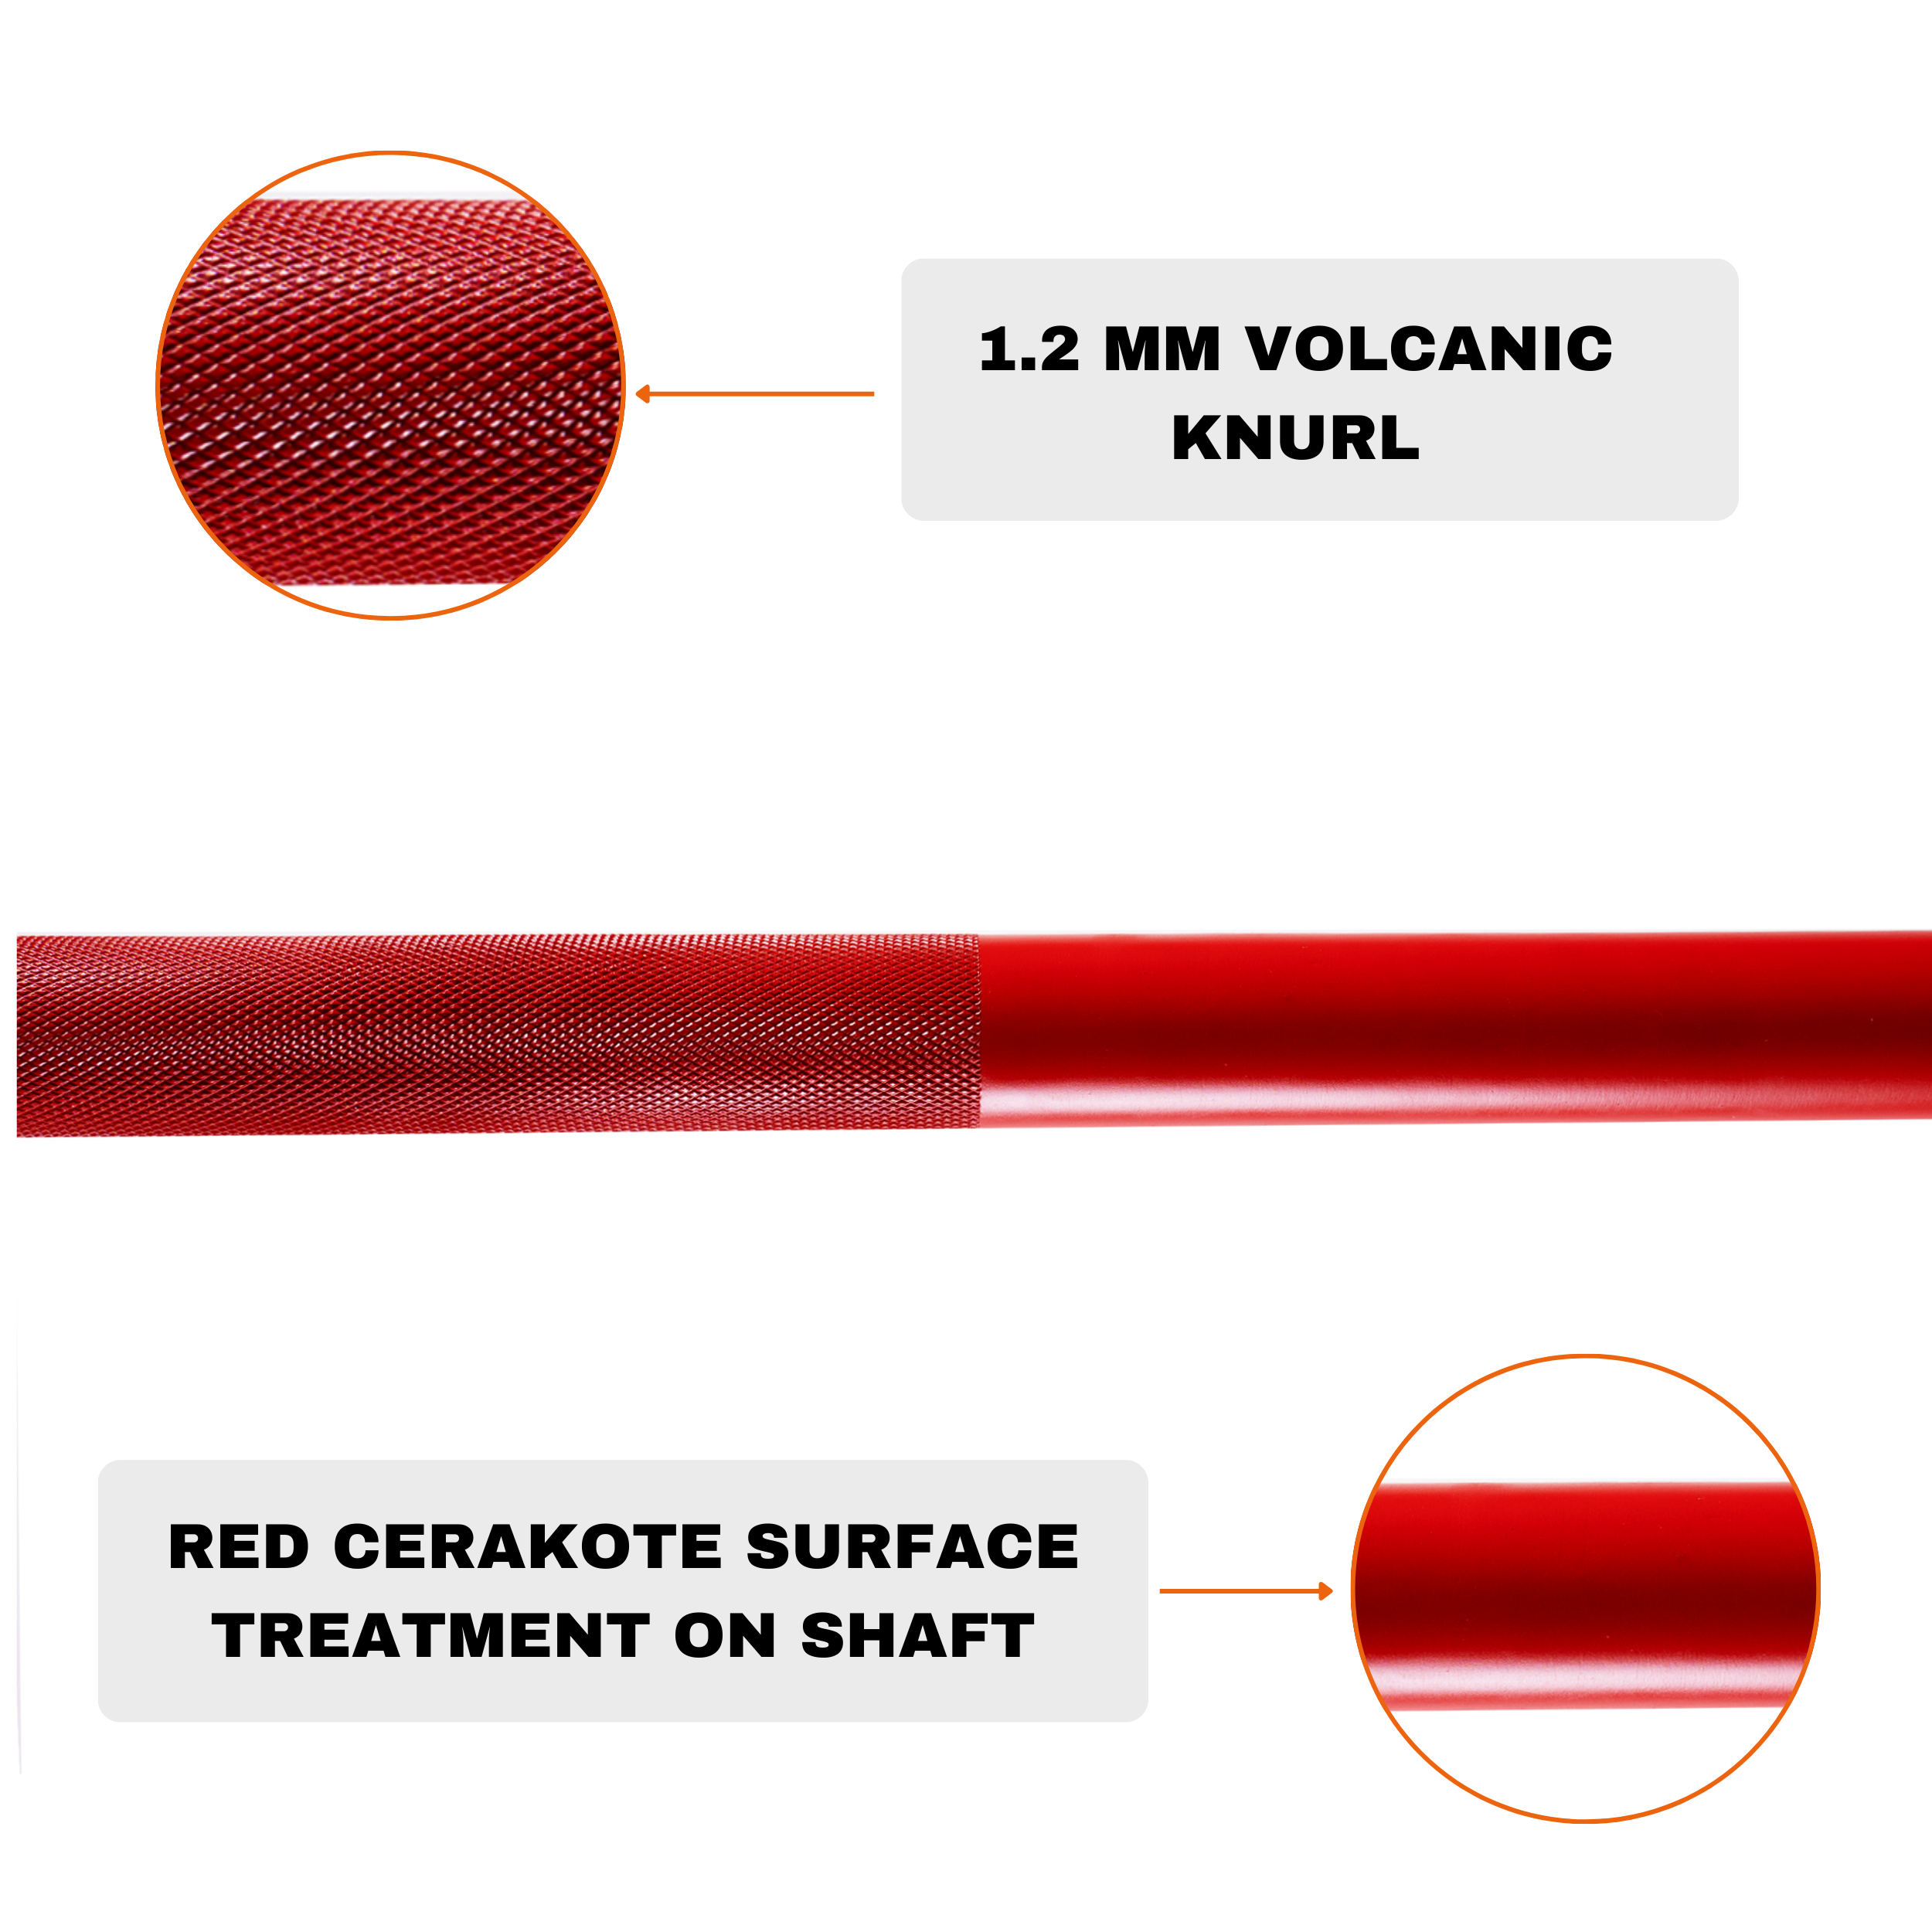 1.2 MM VOLCANIC
KNURL
RED CERAKOTE SURFACE
TREATMENT ON SHAFT